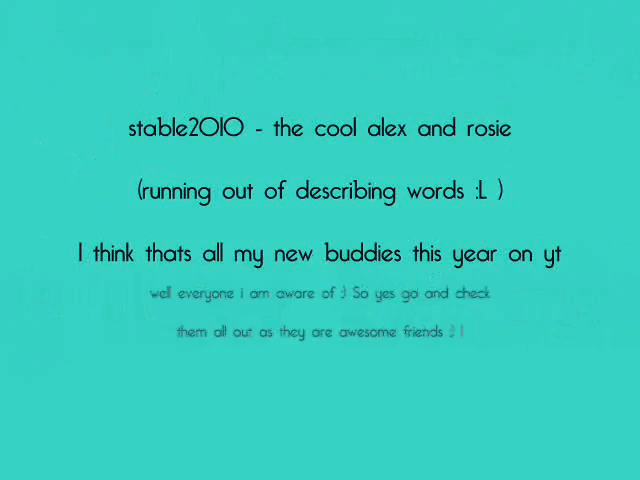 stable2010 - the cool alex and rosie
(running out of describing words :L )
I think thats all my new buddies this year on yt
well everyone i am aware of :) So yes go and check
them all out as they are awesome friends :) !